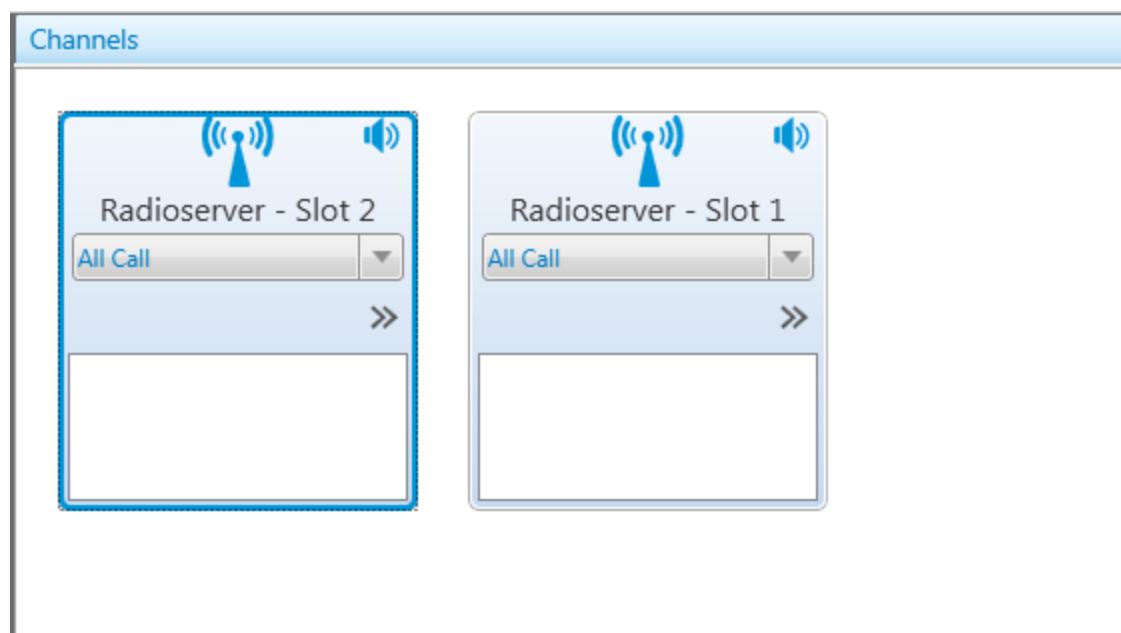 Channels
Radioserver - Slot 2
All Call
Radioserver - Slot 1
All Call